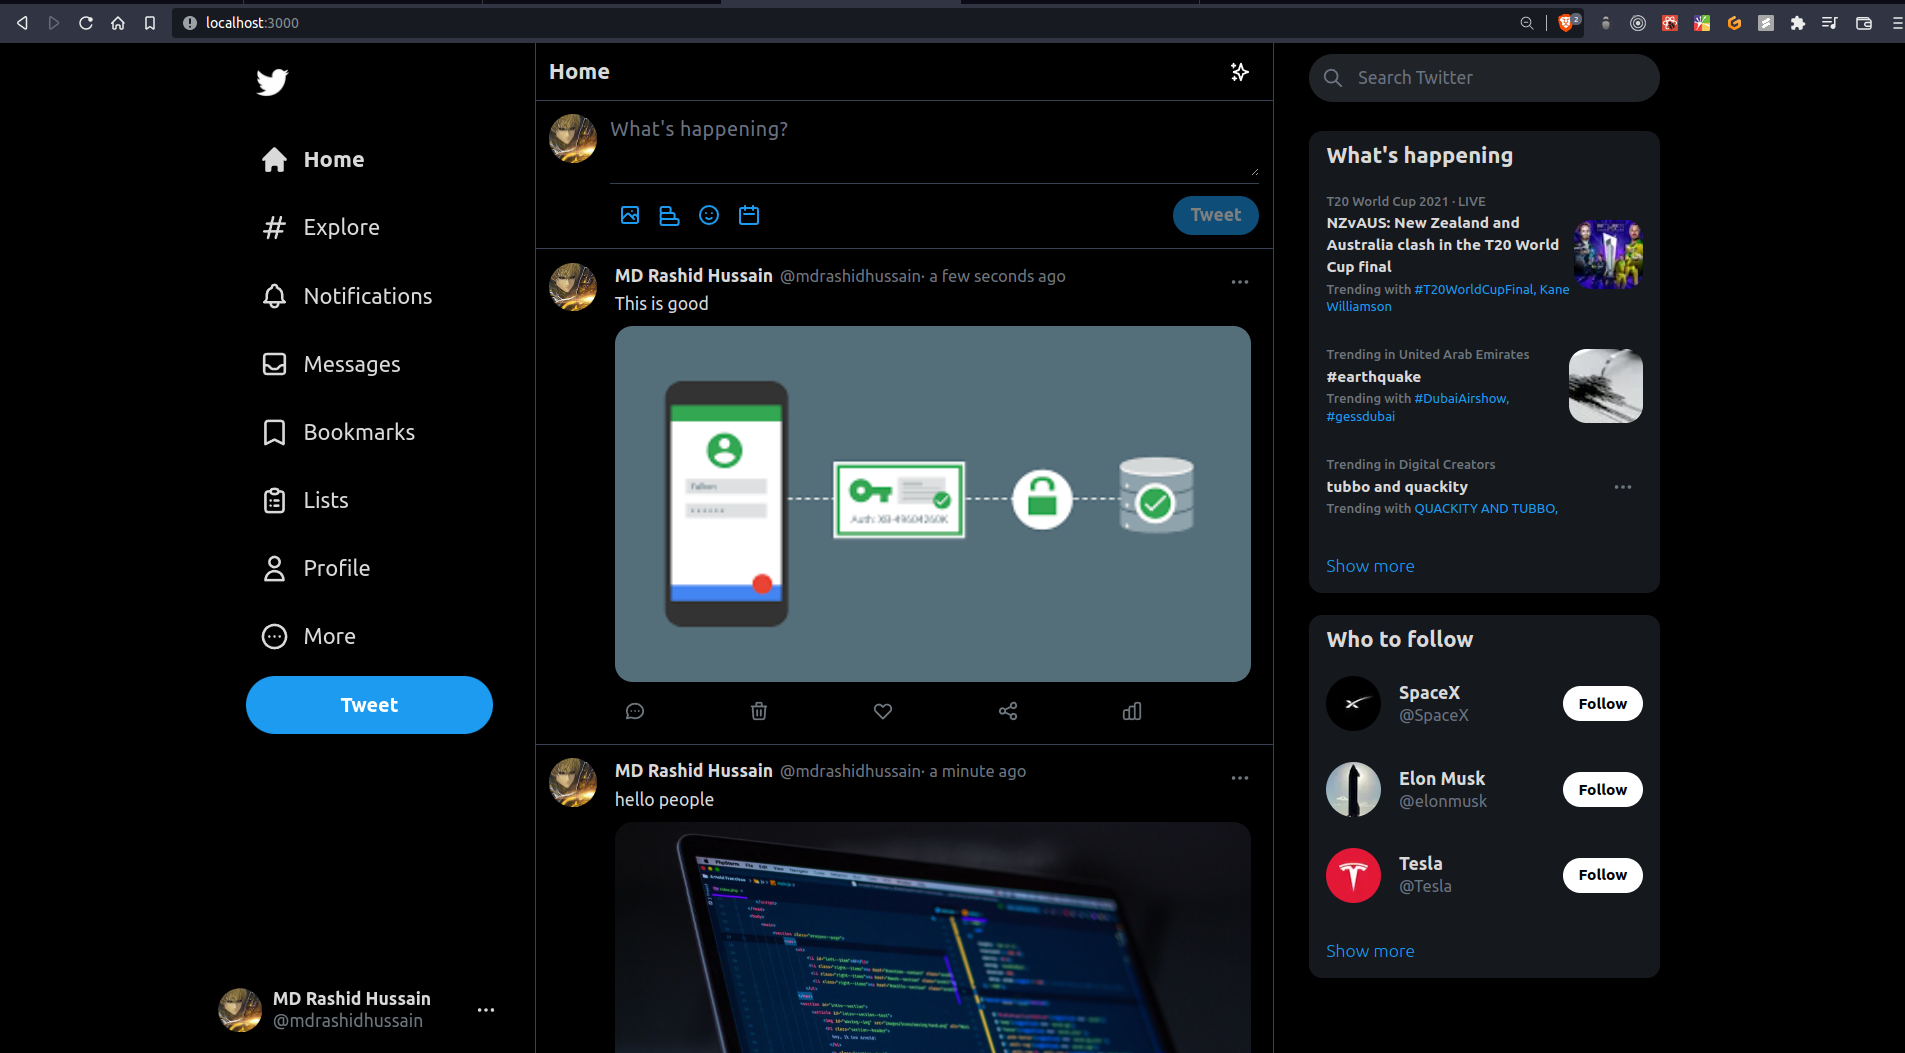 localhost:3000
2
Home
Explore
Notifications
Messages
Bookmarks
Lists
Profile
More
Tweet
MD Rashid Hussain
@mdrashidhussain
Home
What's happening?
Tweet
MD Rashid Hussain @mdrashidhussain· a few seconds ago
This is good
MD Rashid Hussain @mdrashidhussain· a minute ago
hello people
Search Twitter
What's happening
T20 World Cup 2021 · LIVE
NZvAUS: New Zealand and
Australia clash in the T20 World
Cup final
Trending with #T20WorldCupFinal, Kane
Williamson
Trending in United Arab Emirates
#earthquake
Trending with #DubaiAirshow,
#gessdubai
Trending in Digital Creators
tubbo and quackity
Trending with QUACKITY AND TUBBO,
Show more
Who to follow
SpaceX
@SpaceX
Follow
Elon Musk
@elonmusk
Follow
Tesla
@Tesla
Follow
Show more